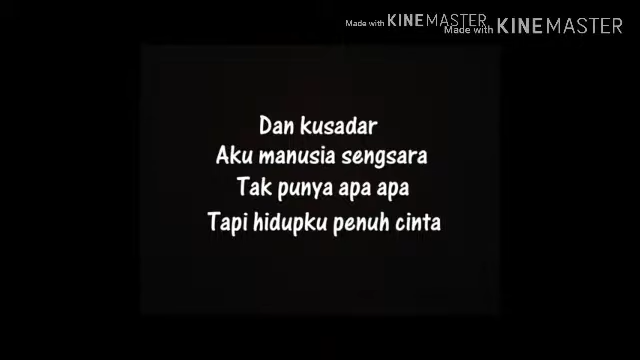 Made with KINEMASTER
Made with KINEMASTER
Dan kusadar
Aku manusia sengsara
Tak punya apa apa
Tapi hidupku penuh cinta